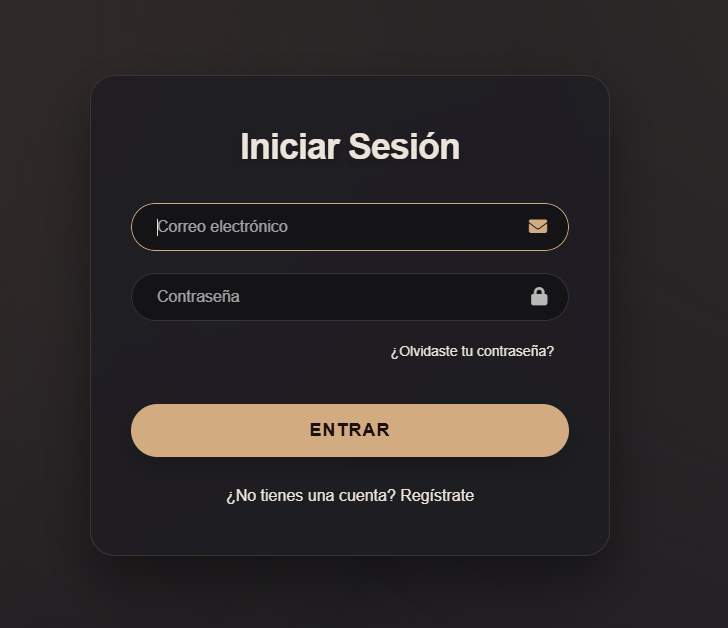 Iniciar Sesión
Correo electrónico
Contraseña
¿Olvidaste tu contraseña?
ENTRAR
¿No tienes una cuenta? Regístrate